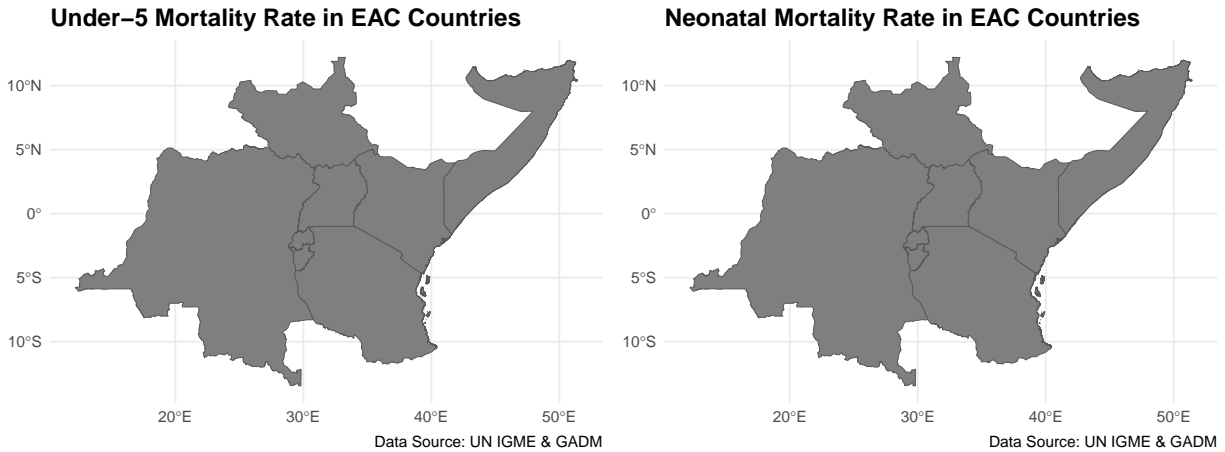 Under−5 Mortality Rate in EAC Countries
10°N
5°N
0°
5°S
10°S
20°E 30°E 40°E 50°E
Data Source: UN IGME & GADM
Neonatal Mortality Rate in EAC Countries
10°N
5°N
0°
5°S
10°S
20°E 30°E 40°E 50°E
Data Source: UN IGME & GADM